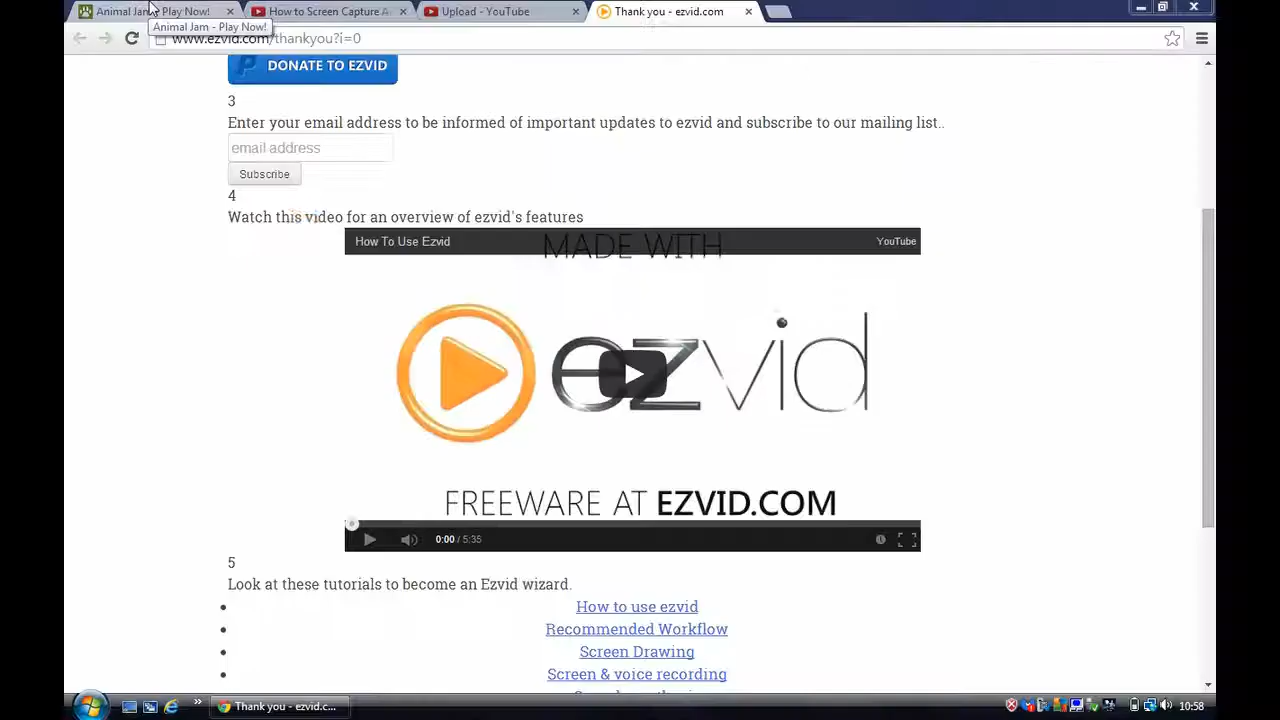 Animal Jam - Play Now!
How to Screen Capture A
Upload - YouTube
Thank you - ezvid.com
Animal Jam - Play Now!
www.ezvid.com/thankyou?i=0
DONATE TO EZVID
3
Enter your email address to be informed of important updates to ezvid and subscribe to our mailing list..
email address
Subscribe
4
Watch this video for an overview of ezvid's features
How To Use Ezvid
YouTube
MADE WITH
ezvid
FREEWARE AT EZVID.COM
0:00 / 5:35
5
Look at these tutorials to become an Ezvid wizard.
How to use ezvid
Recommended Workflow
Screen Drawing
Screen & voice recording
Thank you - ezvid.c...
10:58